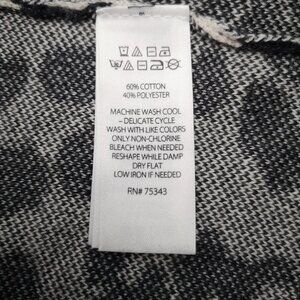 60% COTTON
40% POLYESTER
MACHINE WASH COOL
– DELICATE CYCLE
WASH WITH LIKE COLORS
ONLY NON-CHLORINE
BLEACH WHEN NEEDED
RESHAPE WHILE DAMP
DRY FLAT
LOW IRON IF NEEDED
RN# 75343